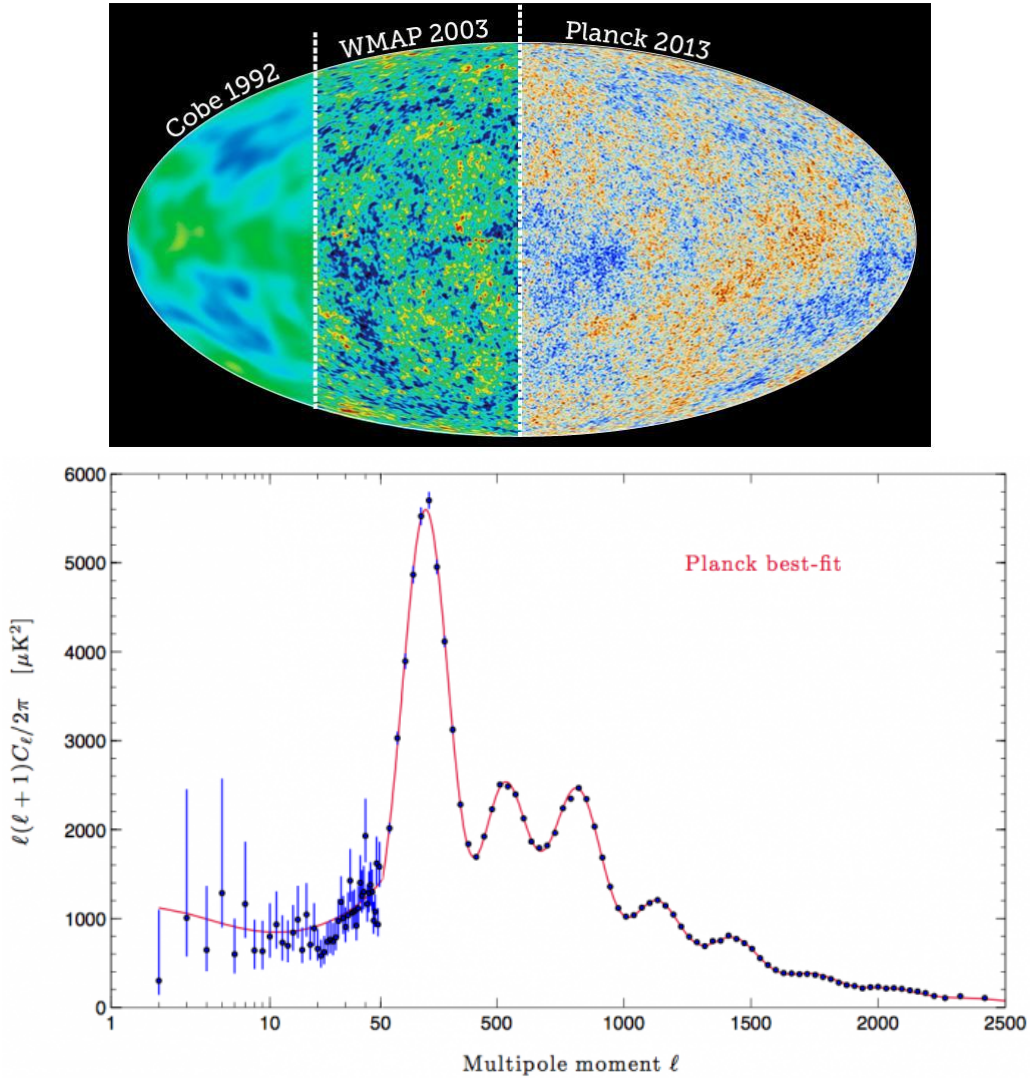 Cobe 1992
WMAP 2003
Planck 2013
6000
5000
4000
3000
2000
1000
0
ℓ(ℓ + 1)Cℓ/2π [μK²]
Planck best-fit
1 10 50 500 1000 1500 2000 2500
Multipole moment ℓ